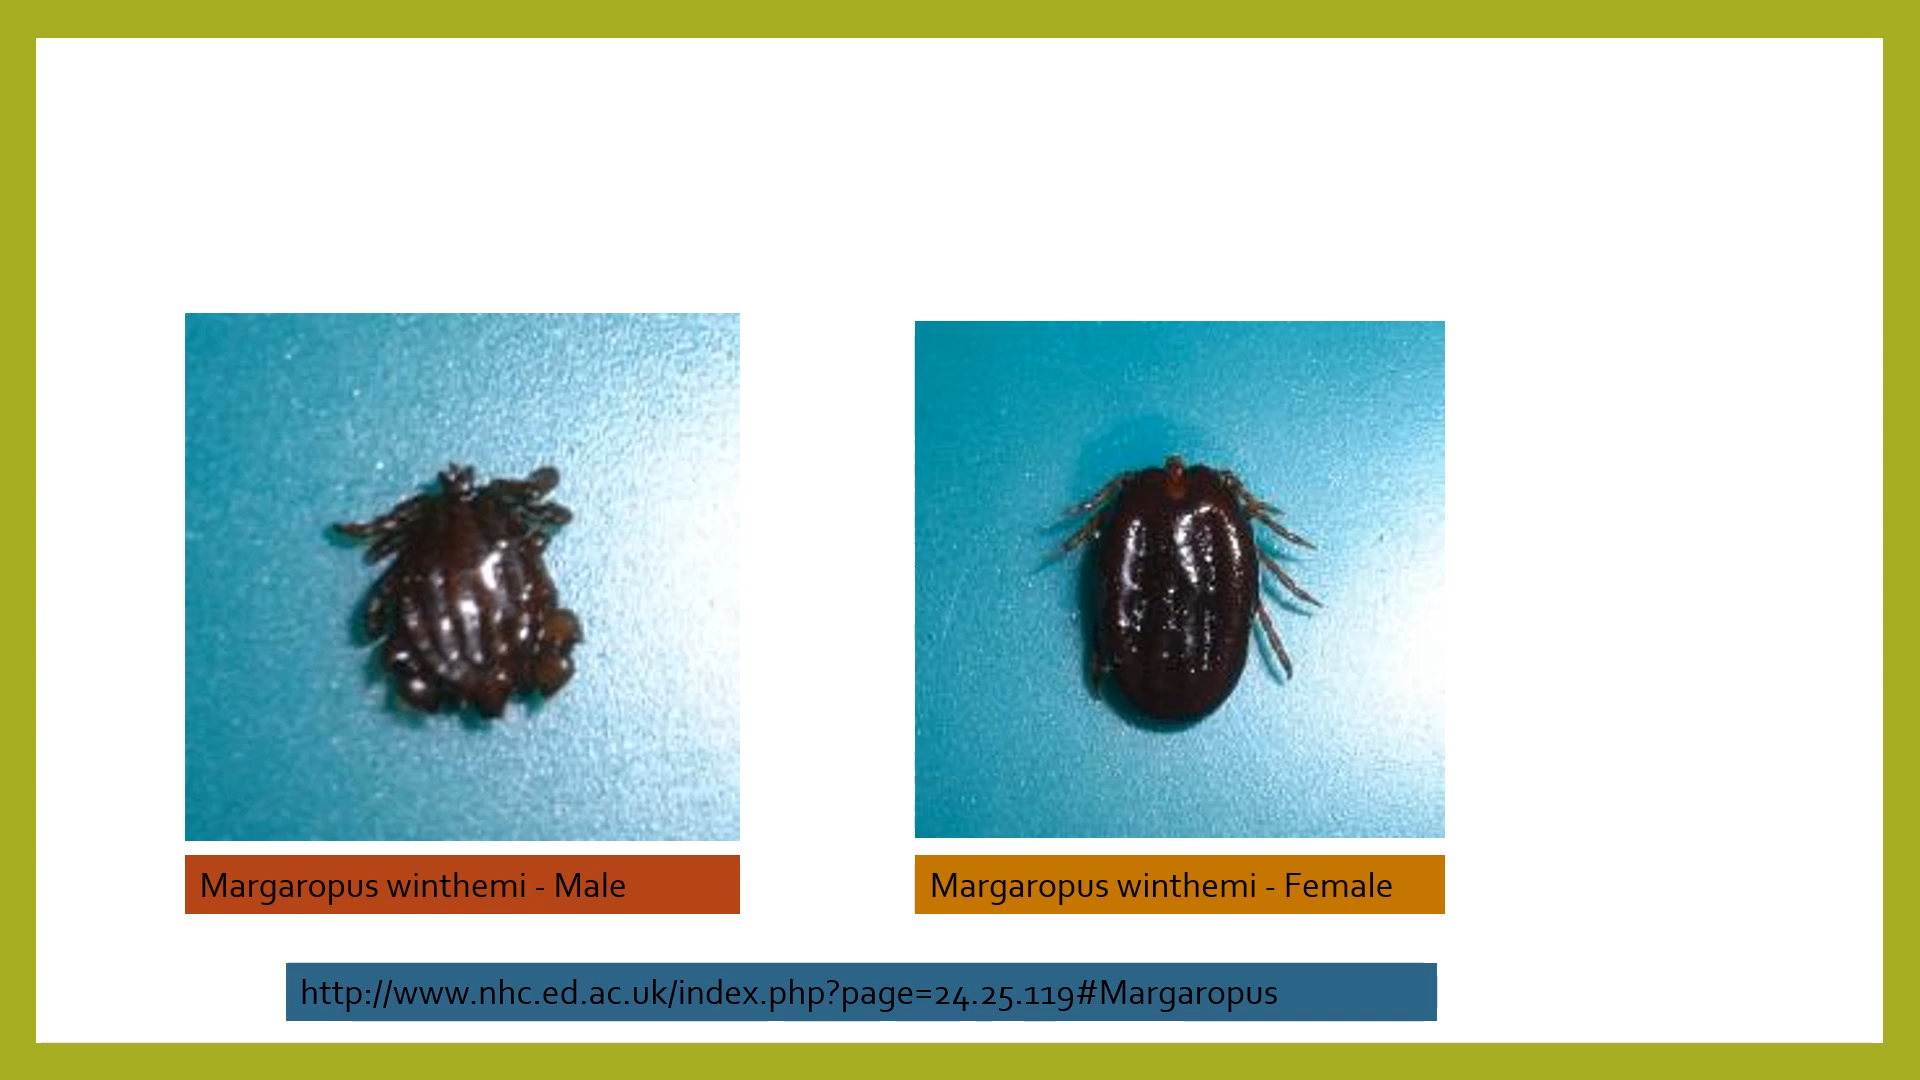 Margaropus winthemi - Male
Margaropus winthemi - Female
http://www.nhc.ed.ac.uk/index.php?page=24.25.119#Margaropus